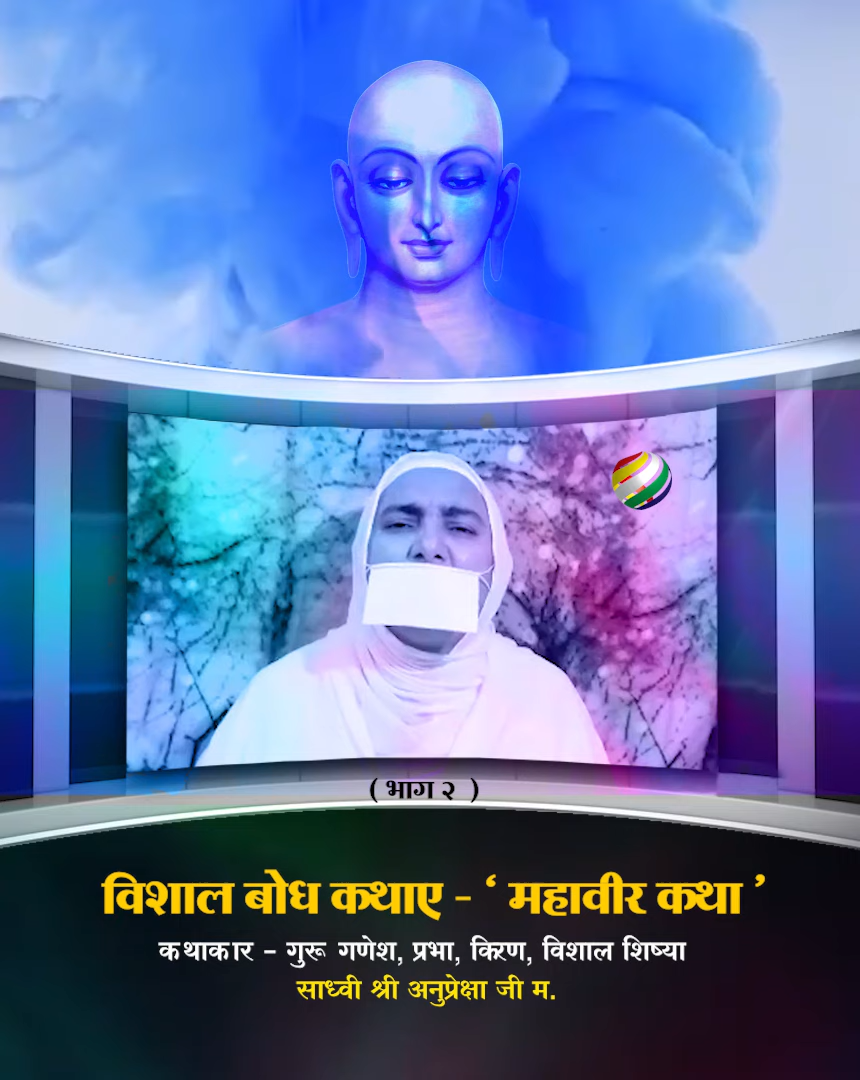 ( भाग २ )
विशाल बोध कथाए - ‘ महावीर कथा ’
कथाकार - गुरू गणेश, प्रभा, किरण, विशाल शिष्या
साध्वी श्री अनुप्रेक्षा जी म.